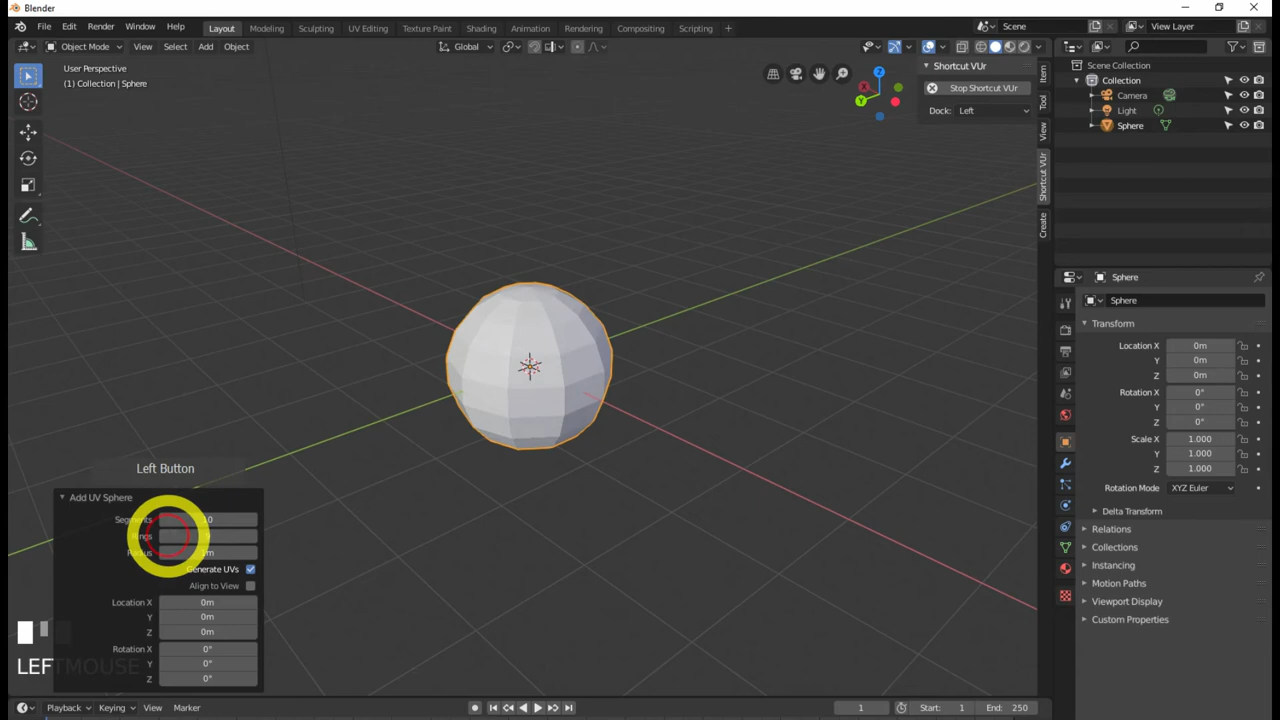 Blender
File Edit Render Window Help
Layout Modeling Sculpting UV Editing Texture Paint Shading Animation Rendering Compositing Scripting +
Scene
View Layer
Object Mode View Select Add Object
Global
User Perspective
(1) Collection | Sphere
Shortcut VUr
Stop Shortcut VUr
Dock: Left
Item
Tool
View
Shortcut VUr
Create
X
Y
Z
Scene Collection
Collection
Camera
Light
Sphere
Sphere
Sphere
Transform
Location X 0m
Y 0m
Z 0m
Rotation X 0°
Y 0°
Z 0°
Scale X 1.000
Y 1.000
Z 1.000
Rotation Mode XYZ Euler
Delta Transform
Relations
Collections
Instancing
Motion Paths
Viewport Display
Custom Properties
Left Button
Add UV Sphere
Segments
Rings
Radius 1m
Generate UVs
Align to View
Location X 0m
Y 0m
Z 0m
Rotation X 0°
Y 0°
Z 0°
LEFTMOUSE
Playback Keying View Marker
1
Start: 1 End: 250